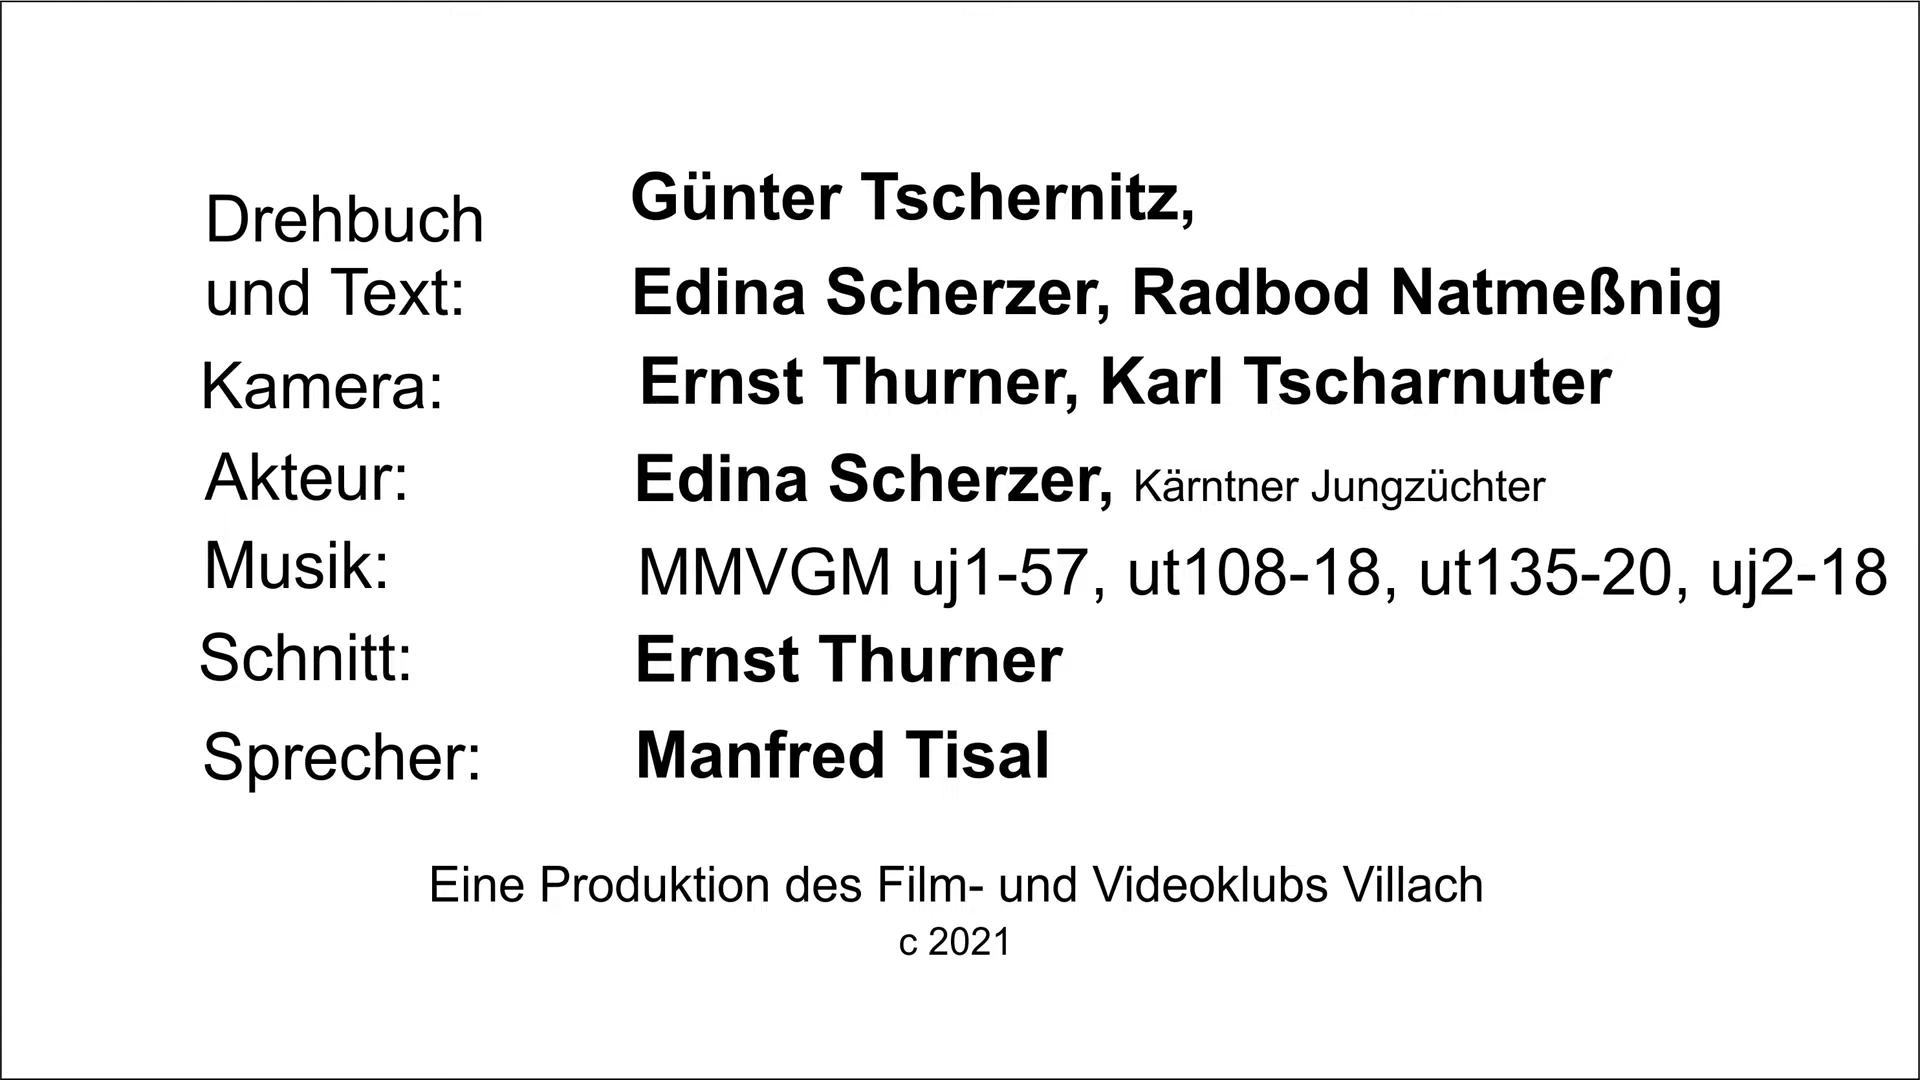 Drehbuch
und Text:
Günter Tschernitz,
Edina Scherzer, Radbod Natmeßnig
Kamera: Ernst Thurner, Karl Tscharnuter
Akteur: Edina Scherzer, Kärntner Jungzüchter
Musik: MMVGM uj1-57, ut108-18, ut135-20, uj2-18
Schnitt: Ernst Thurner
Sprecher: Manfred Tisal
Eine Produktion des Film- und Videoklubs Villach
c 2021